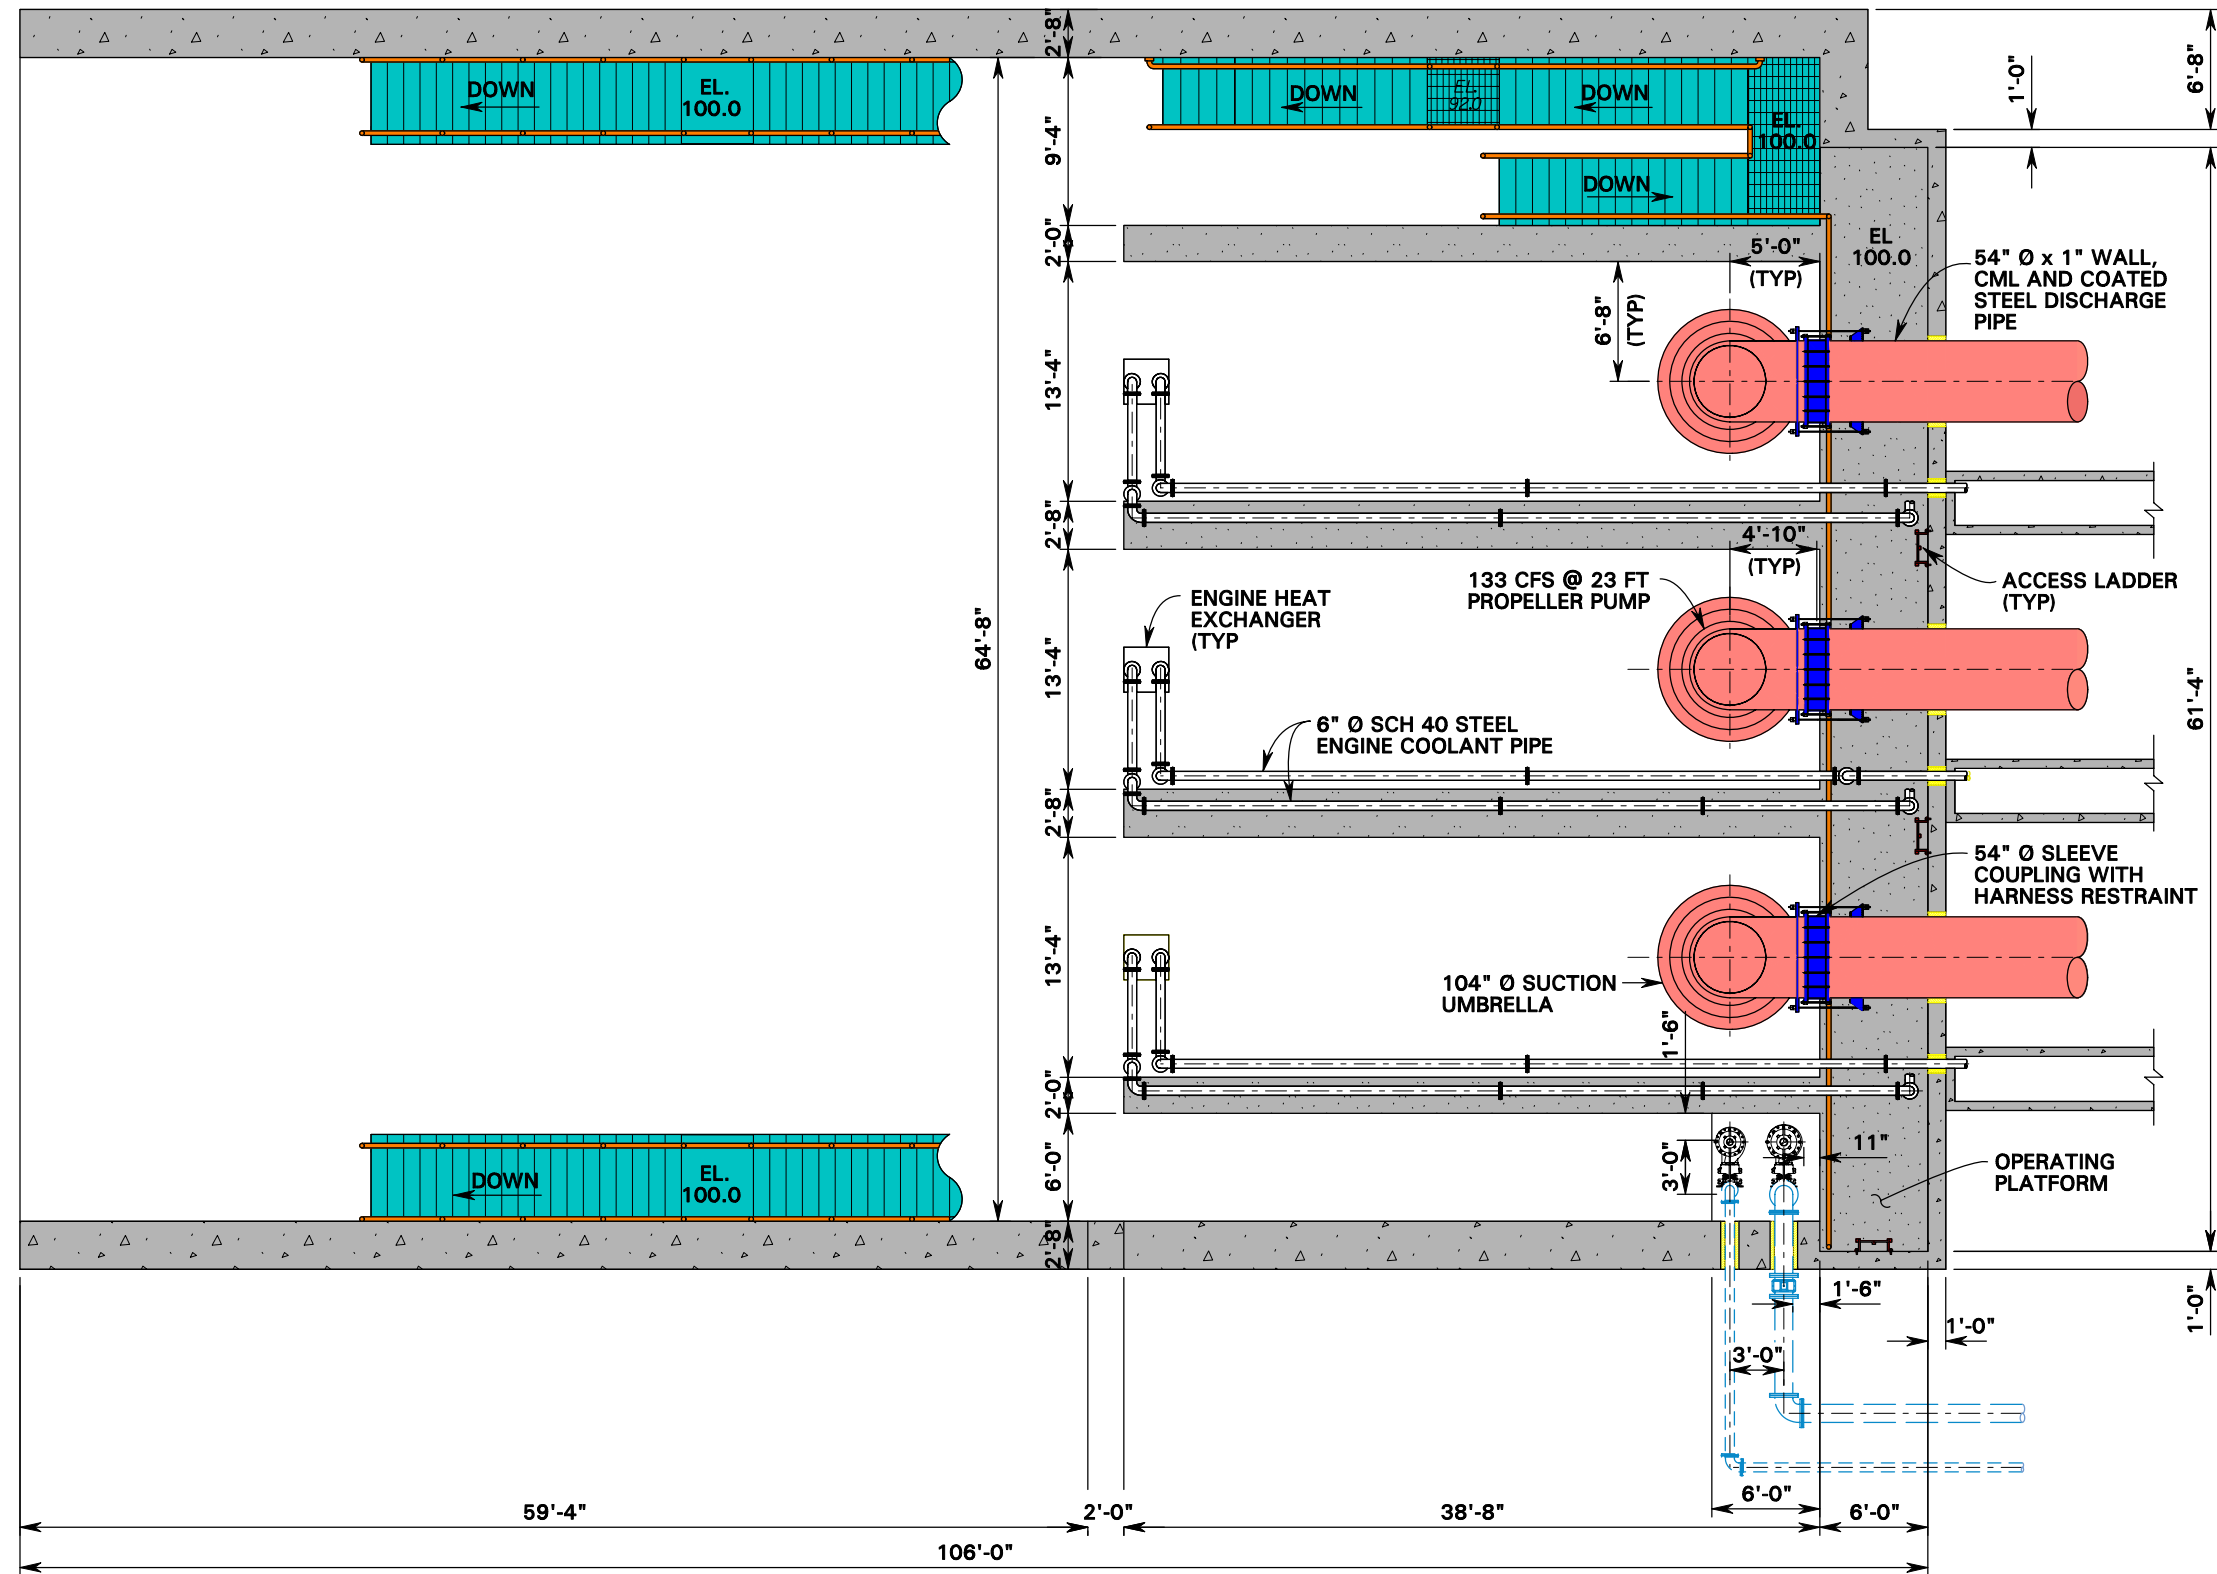 2'-8"
6'-8"
1'-0"
DOWN
EL.
100.0
DOWN
EL.
92.0
DOWN
EL.
100.0
9'-4"
DOWN
2'-0"
5'-0"
(TYP)
EL
100.0
54" Ø x 1" WALL,
CML AND COATED
STEEL DISCHARGE
PIPE
6'-8"
(TYP)
13'-4"
2'-8"
4'-10"
(TYP)
133 CFS @ 23 FT
PROPELLER PUMP
ACCESS LADDER
(TYP)
ENGINE HEAT
EXCHANGER
(TYP
64'-8"
13'-4"
61'-4"
6" Ø SCH 40 STEEL
ENGINE COOLANT PIPE
2'-8"
54" Ø SLEEVE
COUPLING WITH
HARNESS RESTRAINT
13'-4"
104" Ø SUCTION
UMBRELLA
1'-6"
2'-0"
11"
3'-0"
6'-0"
OPERATING
PLATFORM
DOWN
EL.
100.0
2'-8"
1'-6"
1'-0"
1'-0"
3'-0"
6'-0"
59'-4"
2'-0"
38'-8"
6'-0"
106'-0"